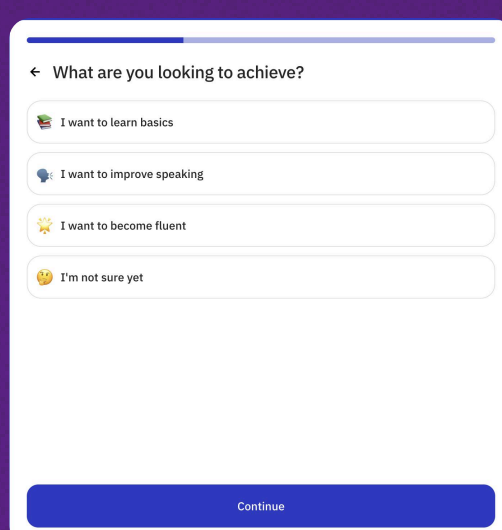 What are you looking to achieve?
I want to learn basics
I want to improve speaking
I want to become fluent
I'm not sure yet
Continue